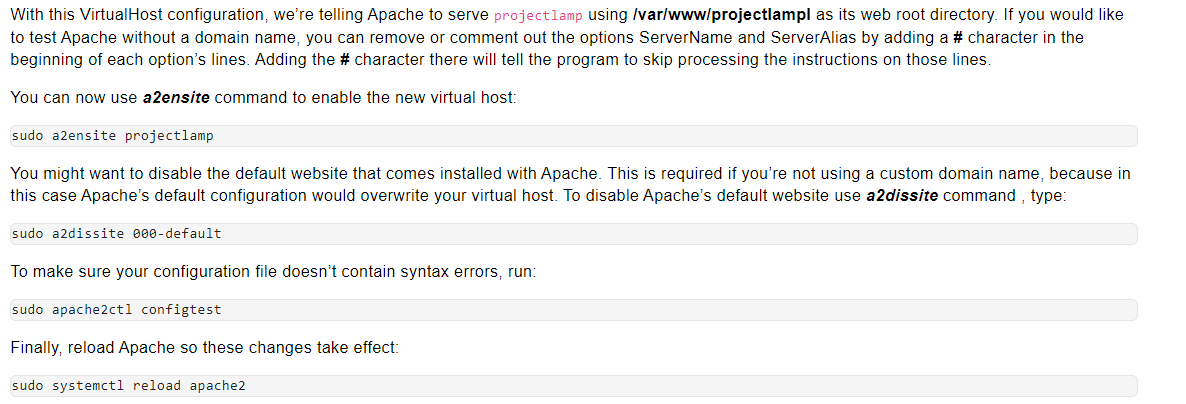 With this VirtualHost configuration, we’re telling Apache to serve projectlamp using /var/www/projectlampl as its web root directory. If you would like
to test Apache without a domain name, you can remove or comment out the options ServerName and ServerAlias by adding a # character in the
beginning of each option’s lines. Adding the # character there will tell the program to skip processing the instructions on those lines.
You can now use a2ensite command to enable the new virtual host:
sudo a2ensite projectlamp
You might want to disable the default website that comes installed with Apache. This is required if you’re not using a custom domain name, because in
this case Apache’s default configuration would overwrite your virtual host. To disable Apache’s default website use a2dissite command , type:
sudo a2dissite 000-default
To make sure your configuration file doesn’t contain syntax errors, run:
sudo apache2ctl configtest
Finally, reload Apache so these changes take effect:
sudo systemctl reload apache2